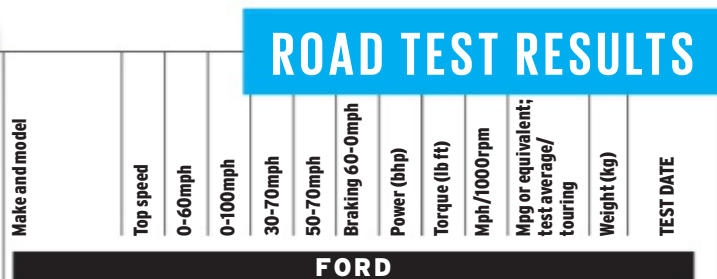 ROAD TEST RESULTS
Make and model
Top speed
0-60mph
0-100mph
30-70mph
50-70mph
Braking 60-0mph
Power (bhp)
Torque (lb ft)
Mph/1000rpm
Mpg or equivalent;
test average/
touring
Weight (kg)
TEST DATE
FORD